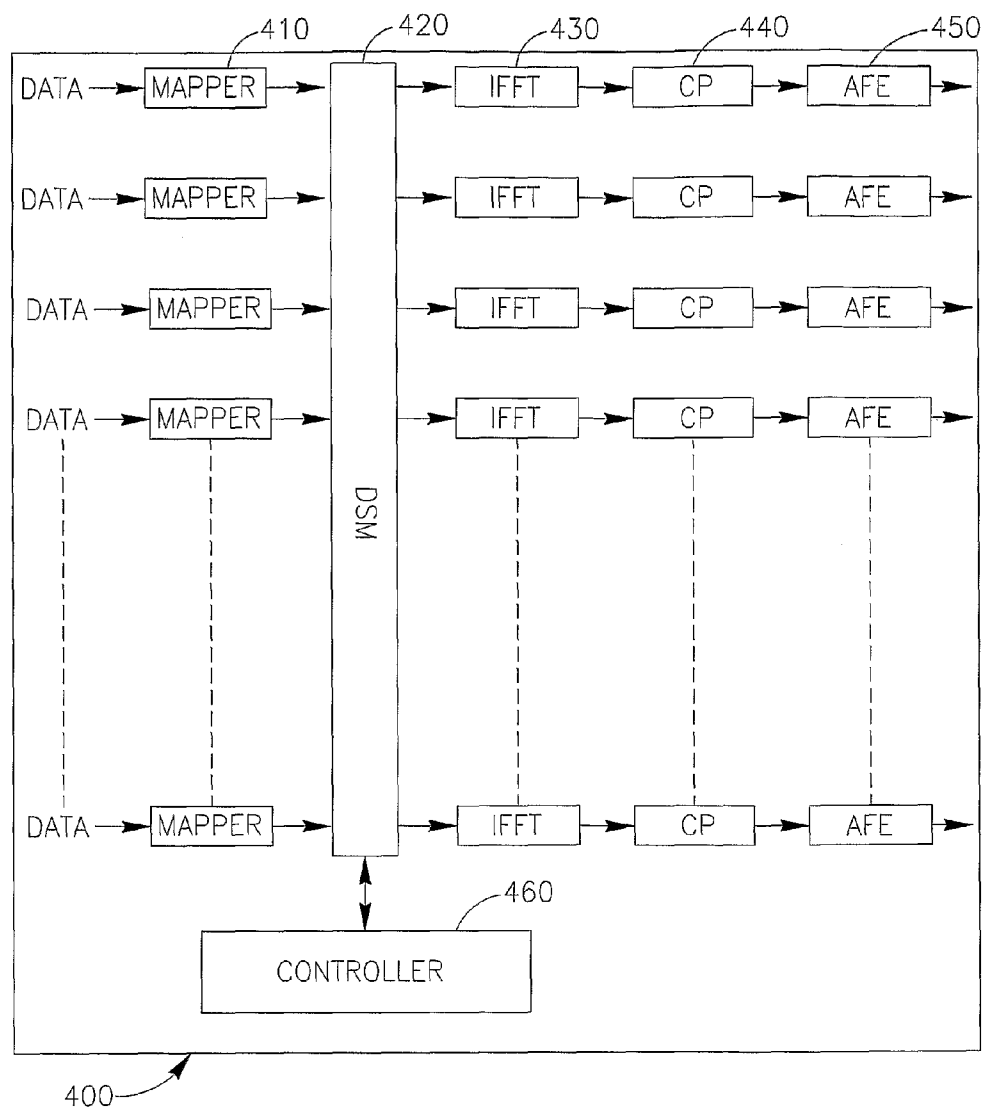 410 420 430 440 450
DATA MAPPER IFFT CP AFE
DATA MAPPER IFFT CP AFE
DATA MAPPER IFFT CP AFE
DATA MAPPER IFFT CP AFE
DSM
DATA MAPPER IFFT CP AFE
460
CONTROLLER
400